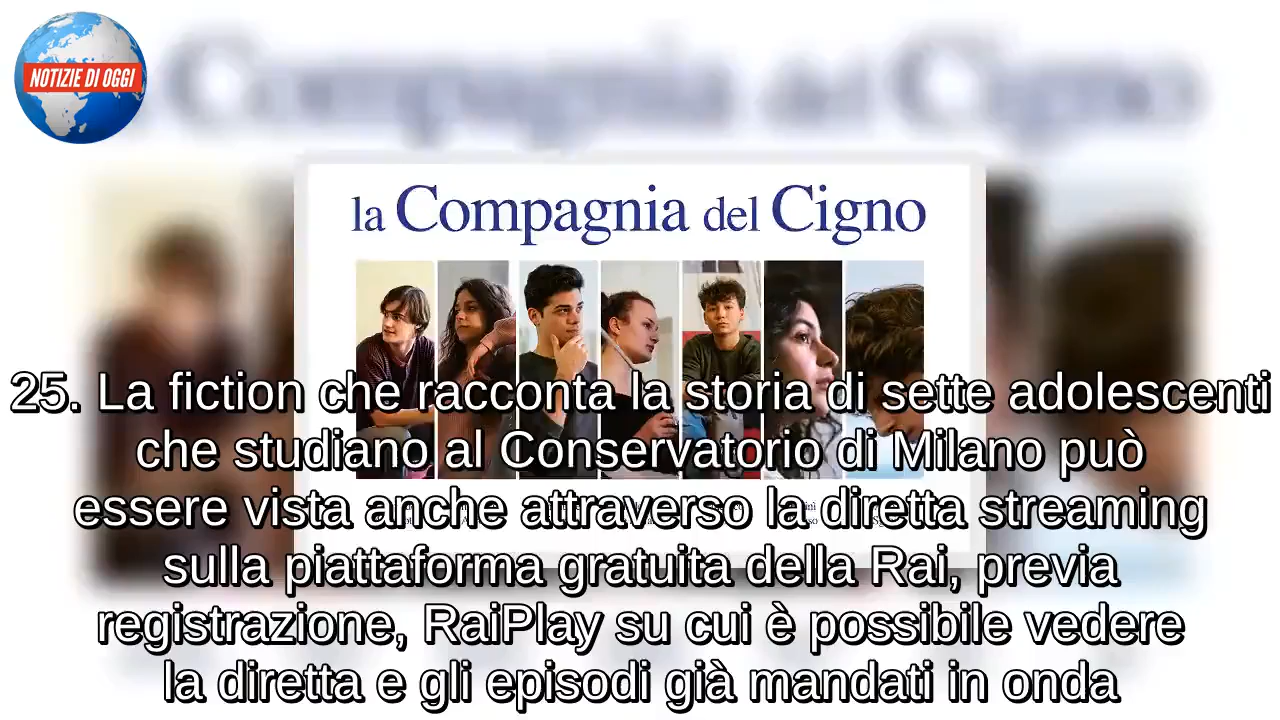 NOTIZIE DI OGGI
la Compagnia del Cigno
25. La fiction che racconta la storia di sette adolescenti
che studiano al Conservatorio di Milano può
essere vista anche attraverso la diretta streaming
sulla piattaforma gratuita della Rai, previa
registrazione, RaiPlay su cui è possibile vedere
la diretta e gli episodi già mandati in onda